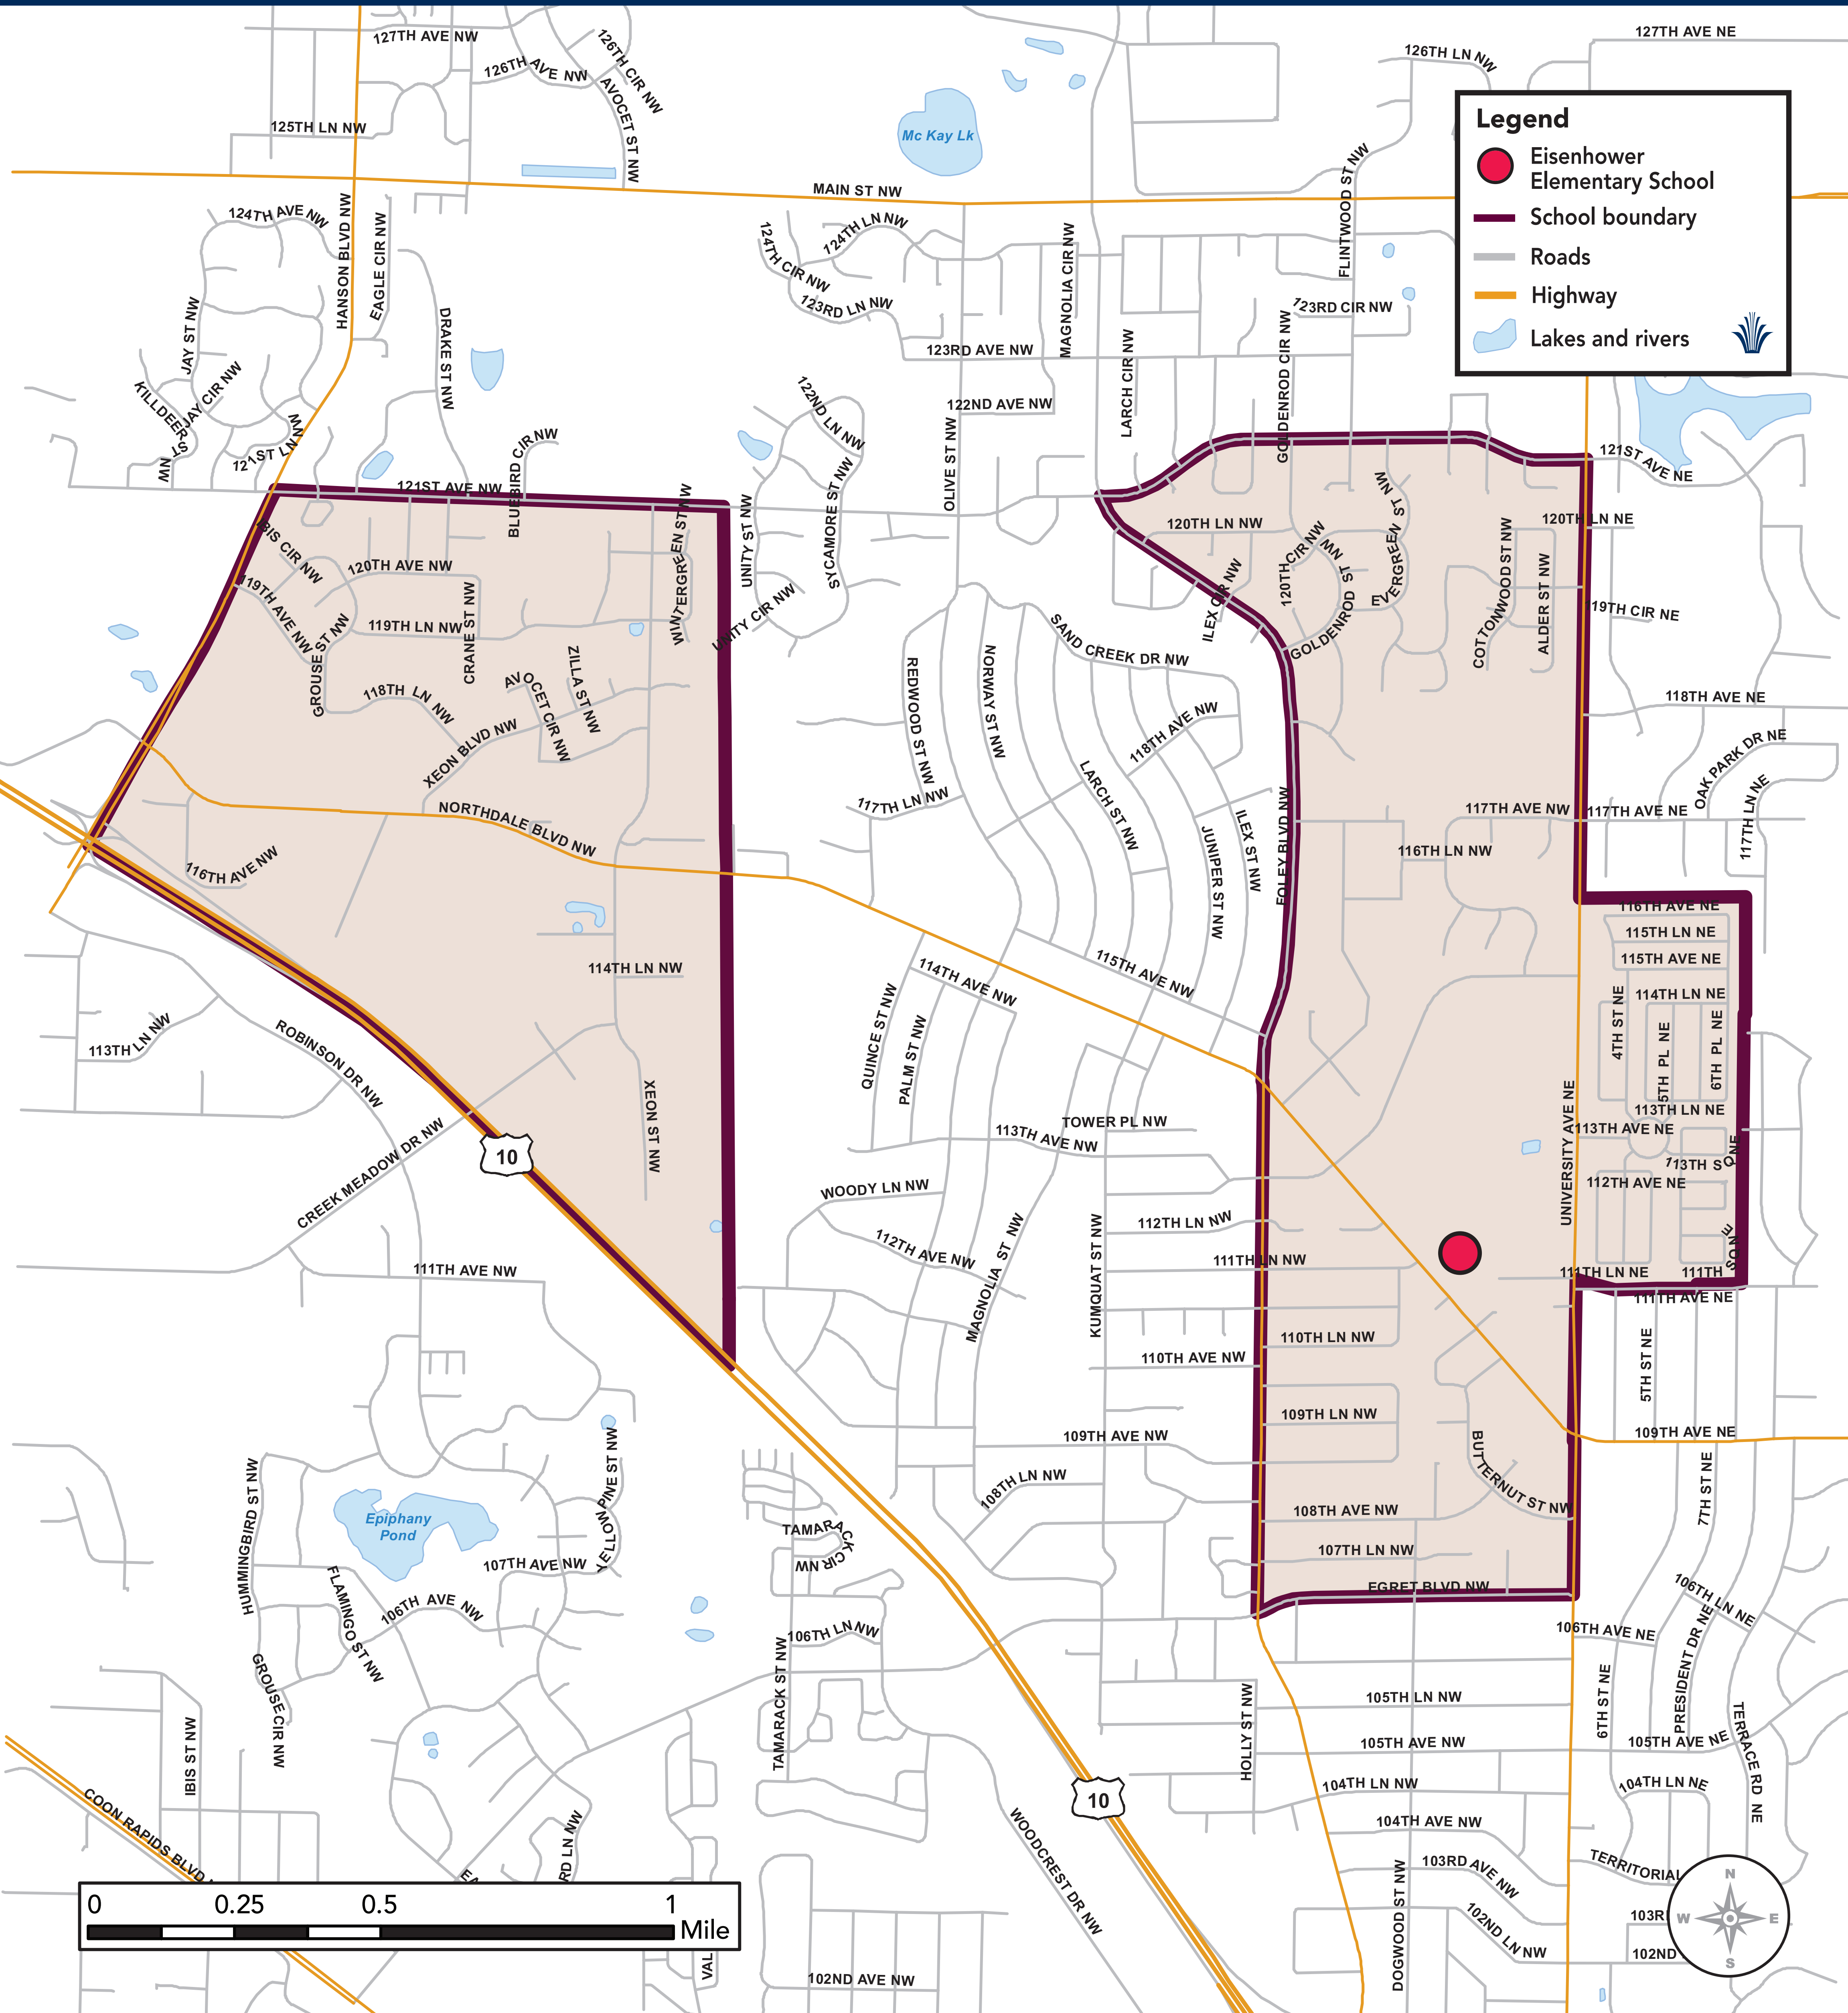 127TH AVE NW
126TH AVE NW
126TH CIR NW
AVOCET ST NW
125TH LN NW
Mc Kay Lk
126TH LN NW
127TH AVE NE
Legend
Eisenhower
Elementary School
School boundary
Roads
Highway
Lakes and rivers
MAIN ST NW
FLINTWOOD ST NW
124TH AVE NW
HANSON BLVD NW
EAGLE CIR NW
DRAKE ST NW
JAY ST NW
JAY CIR NW
KILLDEER ST NW
121ST LN NW
124TH CIR NW
124TH LN NW
123RD LN NW
123RD AVE NW
MAGNOLIA CIR NW
LARCH CIR NW
GOLDENROD CIR NW
123RD CIR NW
122ND AVE NW
122ND LN NW
OLIVE ST NW
BLUEBIRD CIR NW
121ST AVE NW
121ST AVE NE
UNITY ST NW
SYCAMORE ST NW
UNITY CIR NW
WINTERGREEN ST NW
IBIS CIR NW
120TH AVE NW
119TH AVE NW
119TH LN NW
GROUSE ST NW
CRANE ST NW
118TH LN NW
AVOCET CIR NW
ZILLA ST NW
XEON BLVD NW
NORTHDALE BLVD NW
116TH AVE NW
114TH LN NW
XEON ST NW
120TH LN NW
ILEX CIR NW
120TH CIR NW
GOLDENROD ST NW
EVERGREEN ST NW
COTTONWOOD ST NW
ALDER ST NW
120TH LN NE
119TH CIR NE
118TH AVE NE
OAK PARK DR NE
117TH LN NE
117TH AVE NW
117TH AVE NE
116TH LN NW
SAND CREEK DR NW
REDWOOD ST NW
NORWAY ST NW
118TH AVE NW
LARCH ST NW
117TH LN NW
JUNIPER ST NW
ILEX ST NW
FOLEY BLVD NW
115TH AVE NW
114TH AVE NW
QUINCE ST NW
PALM ST NW
116TH AVE NE
115TH LN NE
115TH AVE NE
114TH LN NE
4TH ST NE
5TH PL NE
6TH PL NE
113TH LN NE
113TH AVE NE
113TH SQ NE
112TH AVE NE
111TH LN NE
111TH SQ NE
111TH AVE NE
UNIVERSITY AVE NE
113TH LN NW
ROBINSON DR NW
CREEK MEADOW DR NW
10
TOWER PL NW
113TH AVE NW
WOODY LN NW
112TH AVE NW
112TH LN NW
111TH LN NW
MAGNOLIA ST NW
KUMQUAT ST NW
111TH AVE NW
110TH LN NW
110TH AVE NW
5TH ST NE
109TH LN NW
109TH AVE NW
109TH AVE NE
BUTTERNUT ST NW
108TH LN NW
108TH AVE NW
107TH LN NW
EGRET BLVD NW
7TH ST NE
HUMMINGBIRD ST NW
Epiphany
Pond
YELLOW PINE ST NW
107TH AVE NW
FLAMINGO ST NW
106TH AVE NW
GROUSE CIR NW
TAMARACK CIR NW
106TH LN NW
TAMARACK ST NW
106TH LN NE
106TH AVE NE
PRESIDENT DR NE
6TH ST NE
TERRACE RD NE
IBIS ST NW
HOLLY ST NW
105TH LN NW
105TH AVE NW
105TH AVE NE
104TH LN NW
104TH LN NE
104TH AVE NW
103RD AVE NW
TERRITORIAL
COON RAPIDS BLVD
10
WOODCREST DR NW
DOGWOOD ST NW
102ND LN NW
103R
102ND
RD LN NW
EA
VAL
102ND AVE NW
0 0.25 0.5 1
Mile
N
W E
S